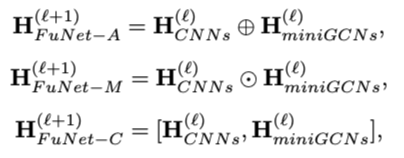 H_{FuNet-A}^{(ℓ+1)} = H_{CNNs}^{(ℓ)} ⊕ H_{miniGCNs}^{(ℓ)},
H_{FuNet-M}^{(ℓ+1)} = H_{CNNs}^{(ℓ)} ⊙ H_{miniGCNs}^{(ℓ)},
H_{FuNet-C}^{(ℓ+1)} = [H_{CNNs}^{(ℓ)}, H_{miniGCNs}^{(ℓ)}],